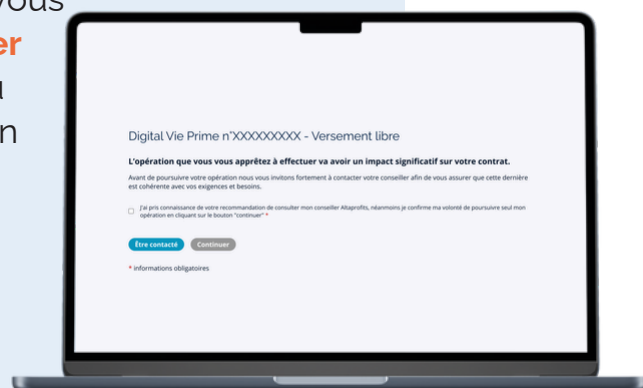 vous
er
n
Digital Vie Prime n°XXXXXXXXX - Versement libre
L'opération que vous vous apprêtez à effectuer va avoir un impact significatif sur votre contrat.
Avant de poursuivre votre opération nous vous invitons fortement à contacter votre conseiller afin de vous assurer que cette dernière
est cohérente avec vos exigences et besoins.
J'ai pris connaissance de votre recommandation de consulter mon conseiller Altaprofits, néanmoins je confirme ma volonté de poursuivre seul mon
opération en cliquant sur le bouton "continuer" *
Être contacté Continuer
* informations obligatoires